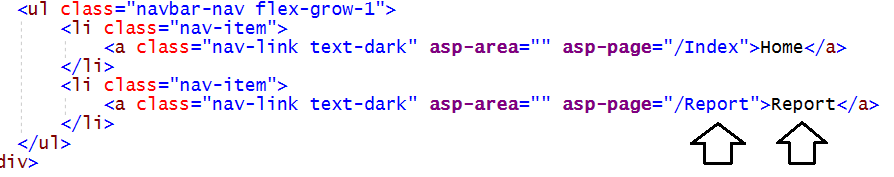 <ul class="navbar-nav flex-grow-1">
<li class="nav-item">
<a class="nav-link text-dark" asp-area="" asp-page="/Index">Home</a>
</li>
<li class="nav-item">
<a class="nav-link text-dark" asp-area="" asp-page="/Report">Report</a>
</li>
</ul>
div>